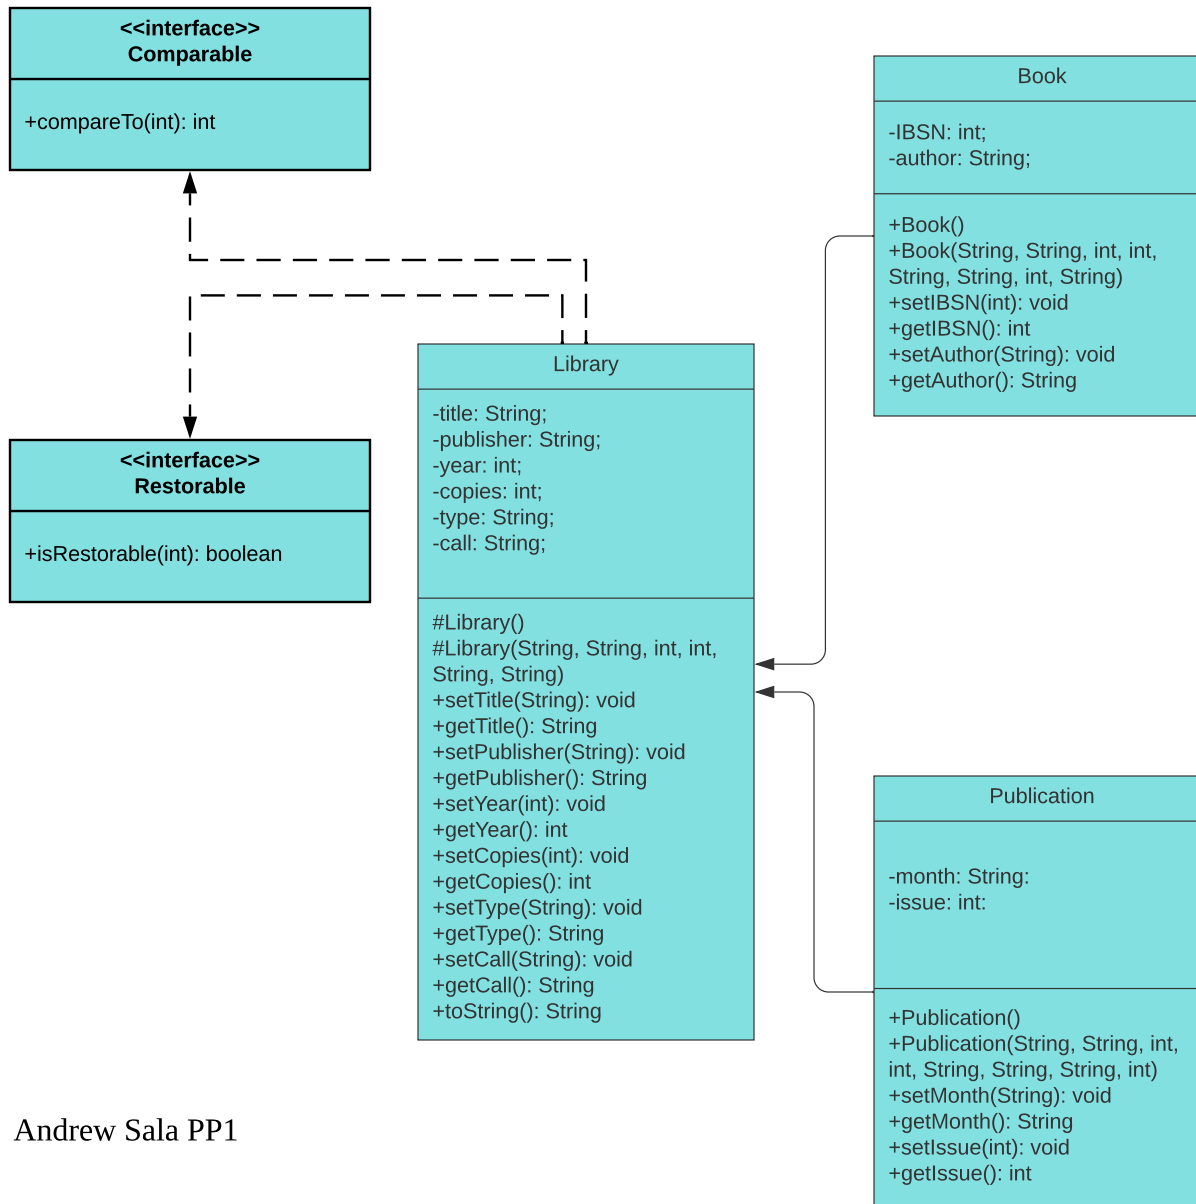 <<interface>>
Comparable
+compareTo(int): int
<<interface>>
Restorable
+isRestorable(int): boolean
Library
-title: String;
-publisher: String;
-year: int;
-copies: int;
-type: String;
-call: String;
#Library()
#Library(String, String, int, int,
String, String)
+setTitle(String): void
+getTitle(): String
+setPublisher(String): void
+getPublisher(): String
+setYear(int): void
+getYear(): int
+setCopies(int): void
+getCopies(): int
+setType(String): void
+getType(): String
+setCall(String): void
+getCall(): String
+toString(): String
Book
-IBSN: int;
-author: String;
+Book()
+Book(String, String, int, int,
String, String, int, String)
+setIBSN(int): void
+getIBSN(): int
+setAuthor(String): void
+getAuthor(): String
Publication
-month: String:
-issue: int:
+Publication()
+Publication(String, String, int,
int, String, String, String, int)
+setMonth(String): void
+getMonth(): String
+setIssue(int): void
+getIssue(): int
Andrew Sala PP1